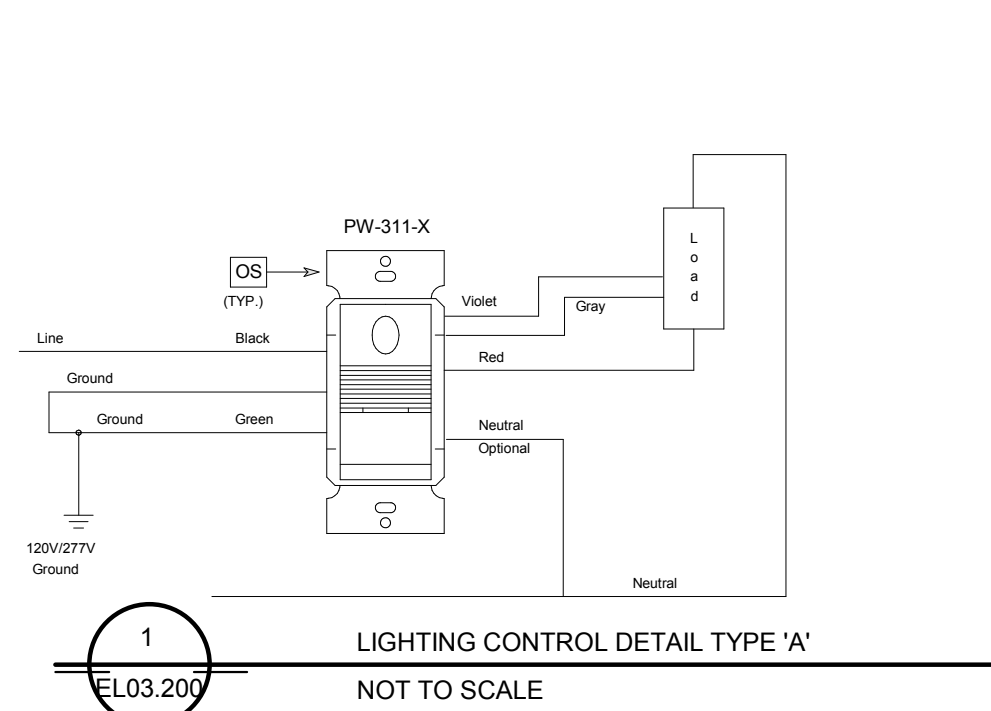 PW-311-X
OS
(TYP.)
Load
Violet
Gray
Line
Black
Red
Ground
Ground
Green
Neutral
Optional
120V/277V
Ground
Neutral
1
LIGHTING CONTROL DETAIL TYPE 'A'
EL03.200
NOT TO SCALE